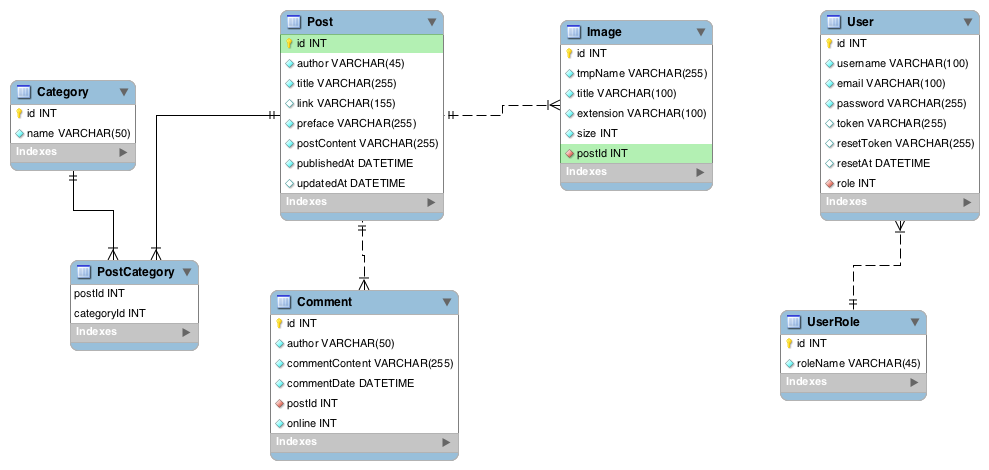 Category
id INT
name VARCHAR(50)
Indexes
Post
id INT
author VARCHAR(45)
title VARCHAR(255)
link VARCHAR(155)
preface VARCHAR(255)
postContent VARCHAR(255)
publishedAt DATETIME
updatedAt DATETIME
Indexes
Image
id INT
tmpName VARCHAR(255)
title VARCHAR(100)
extension VARCHAR(100)
size INT
postId INT
Indexes
User
id INT
username VARCHAR(100)
email VARCHAR(100)
password VARCHAR(255)
token VARCHAR(255)
resetToken VARCHAR(255)
resetAt DATETIME
role INT
Indexes
PostCategory
postId INT
categoryId INT
Indexes
Comment
id INT
author VARCHAR(50)
commentContent VARCHAR(255)
commentDate DATETIME
postId INT
online INT
Indexes
UserRole
id INT
roleName VARCHAR(45)
Indexes